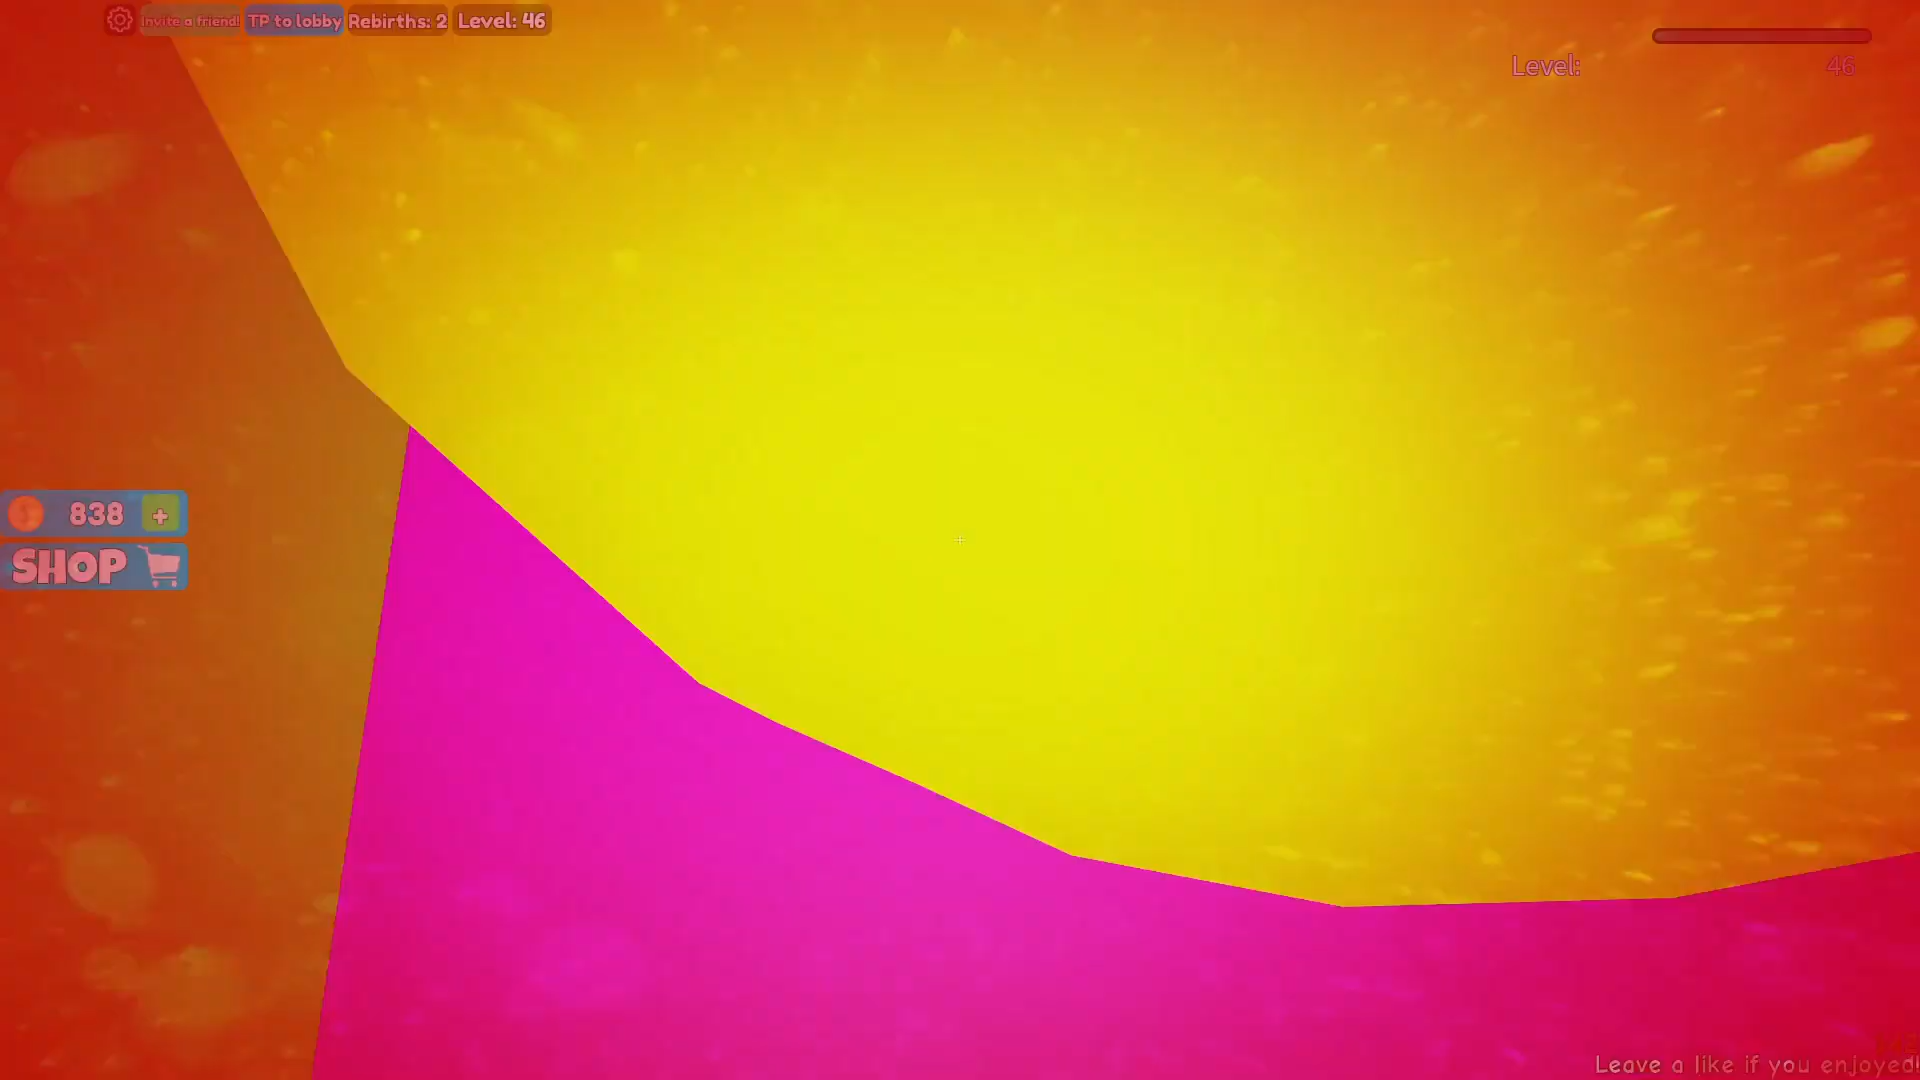 Invite a friend! TP to lobby Rebirths: 2 Level: 46
Level: 46
838 +
SHOP
Leave a like if you enjoyed!